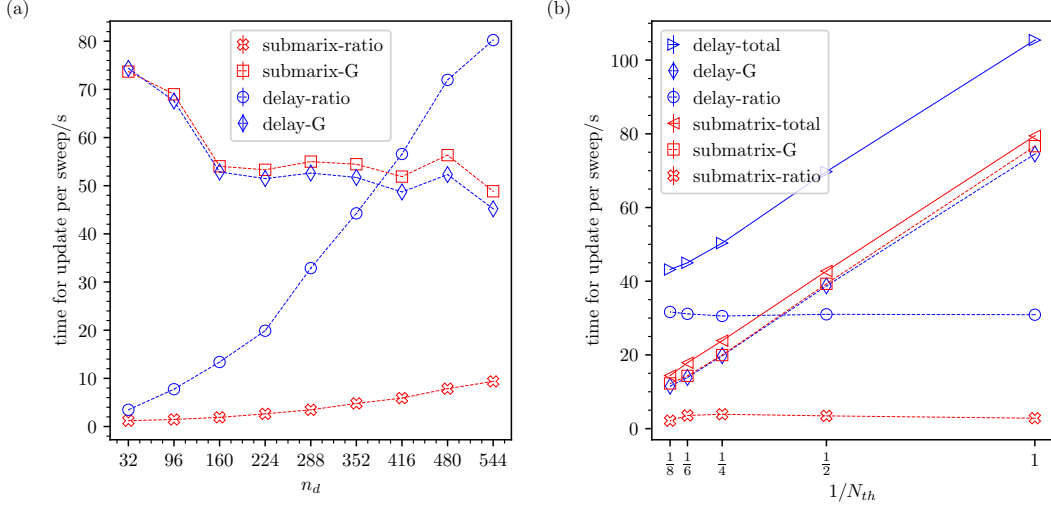 (a)
time for update per sweep/s
80
70
60
50
40
30
20
10
0
submarix-ratio
submarix-G
delay-ratio
delay-G
32 96 160 224 288 352 416 480 544
n_d
(b)
time for update per sweep/s
100
80
60
40
20
0
delay-total
delay-G
delay-ratio
submatrix-total
submatrix-G
submatrix-ratio
1/8 1/6 1/4 1/2 1
1/N_{th}